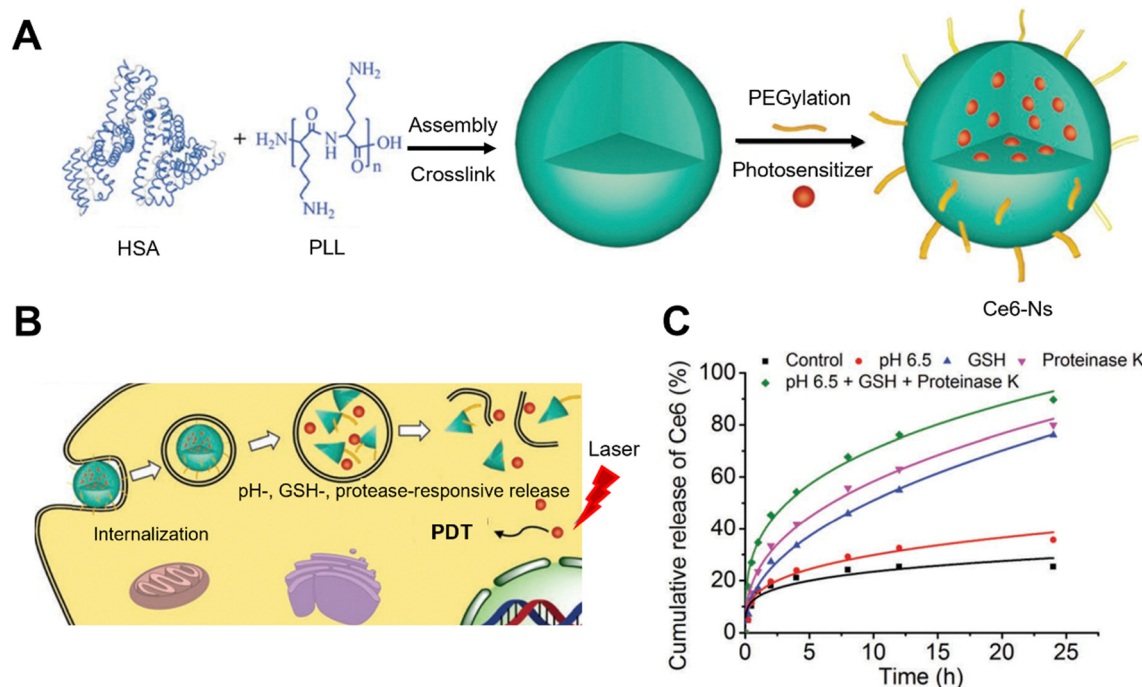 A
HSA
+
H₂N
NH₂
O
H
N
N
H
O
OH
n
NH₂
PLL
Assembly
Crosslink
PEGylation
Photosensitizer
Ce6-Ns
B
Internalization
pH-, GSH-, protease-responsive release
Laser
PDT
C
Control pH 6.5 GSH Proteinase K
pH 6.5 + GSH + Proteinase K
Cumulative release of Ce6 (%)
100
80
60
40
20
0
0 5 10 15 20 25
Time (h)